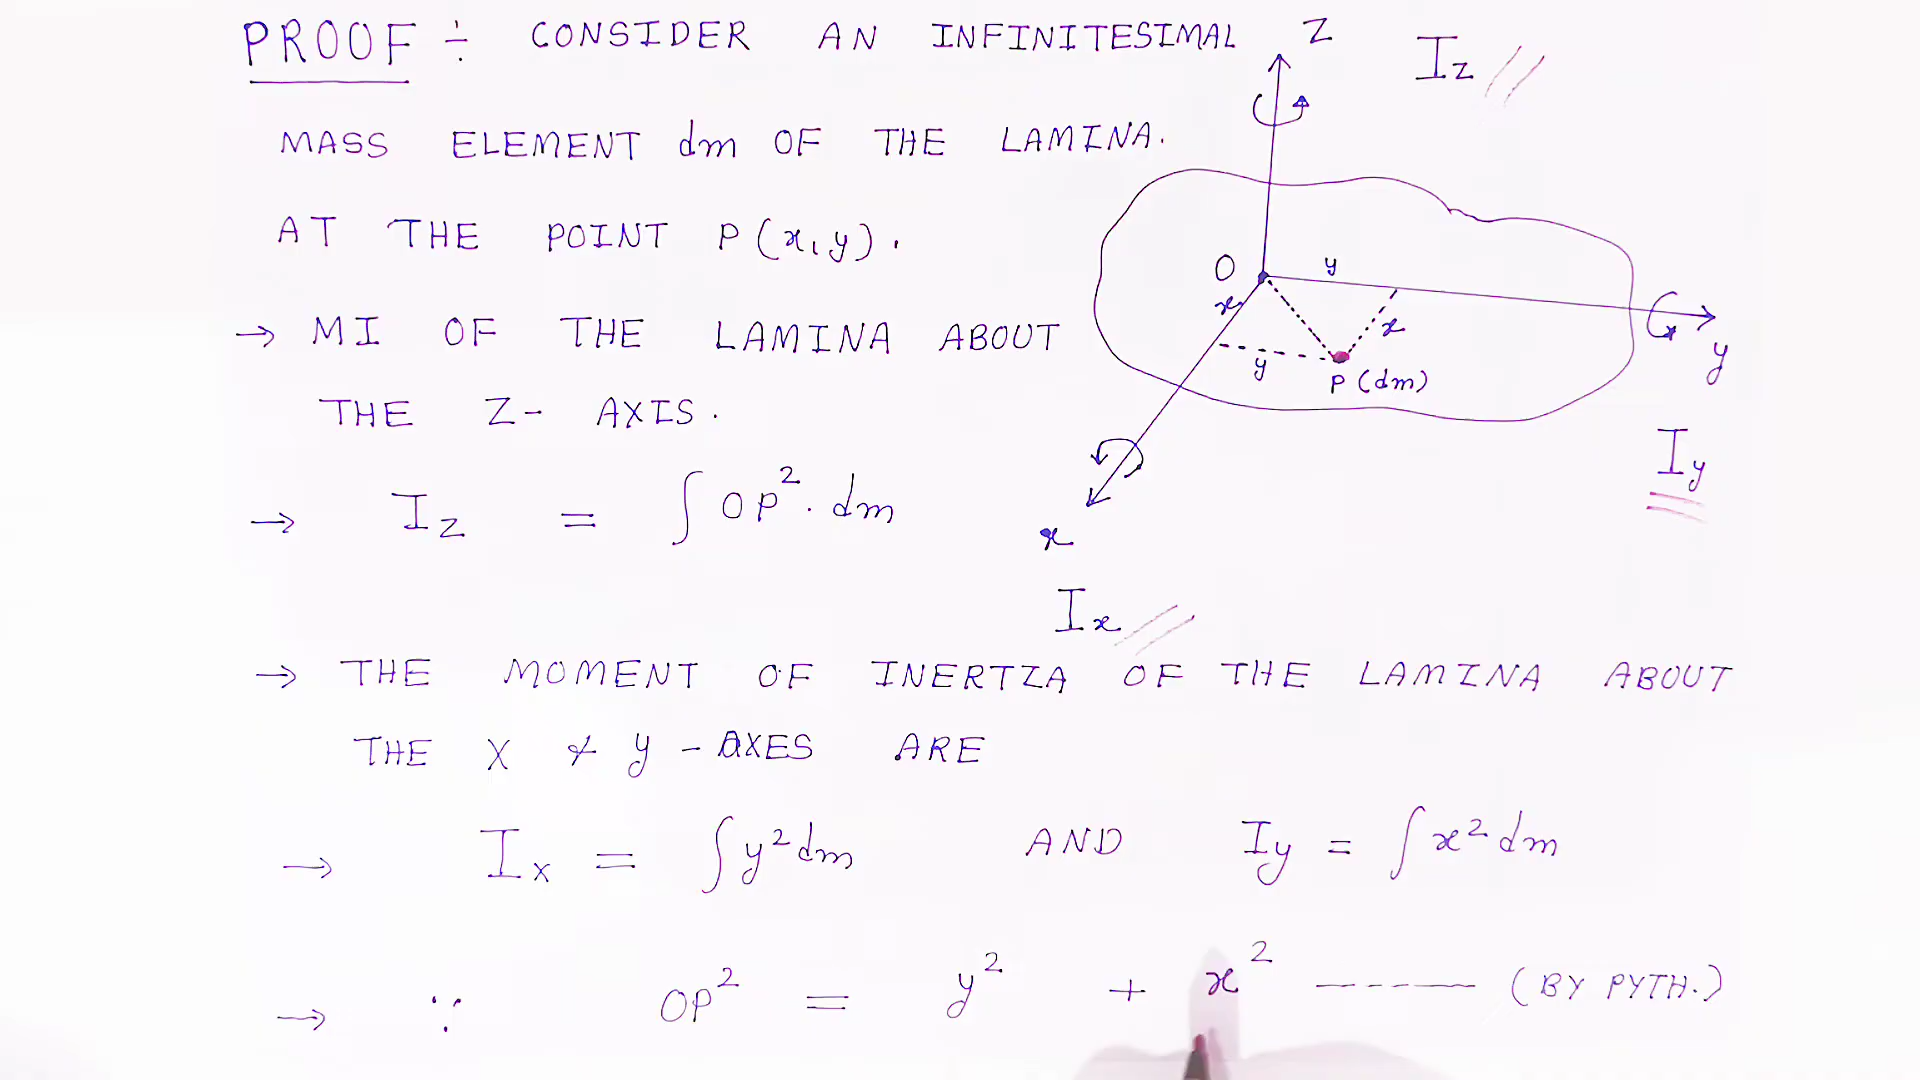 PROOF ÷ CONSIDER AN INFINITESIMAL
MASS ELEMENT dm OF THE LAMINA.
AT THE POINT P(x,y).
→ MI OF THE LAMINA ABOUT
THE Z- AXIS.
→ Iz = ∫OP². dm
Z
Iz
O
y
x
x
y
P (dm)
y
Iy
x
Ix
→ THE MOMENT OF INERTIA OF THE LAMINA ABOUT
THE X & y -AXES ARE
→ Ix = ∫y²dm AND Iy = ∫x²dm
→ ∵ OP² = y² + x² ------ (BY PYTH.)